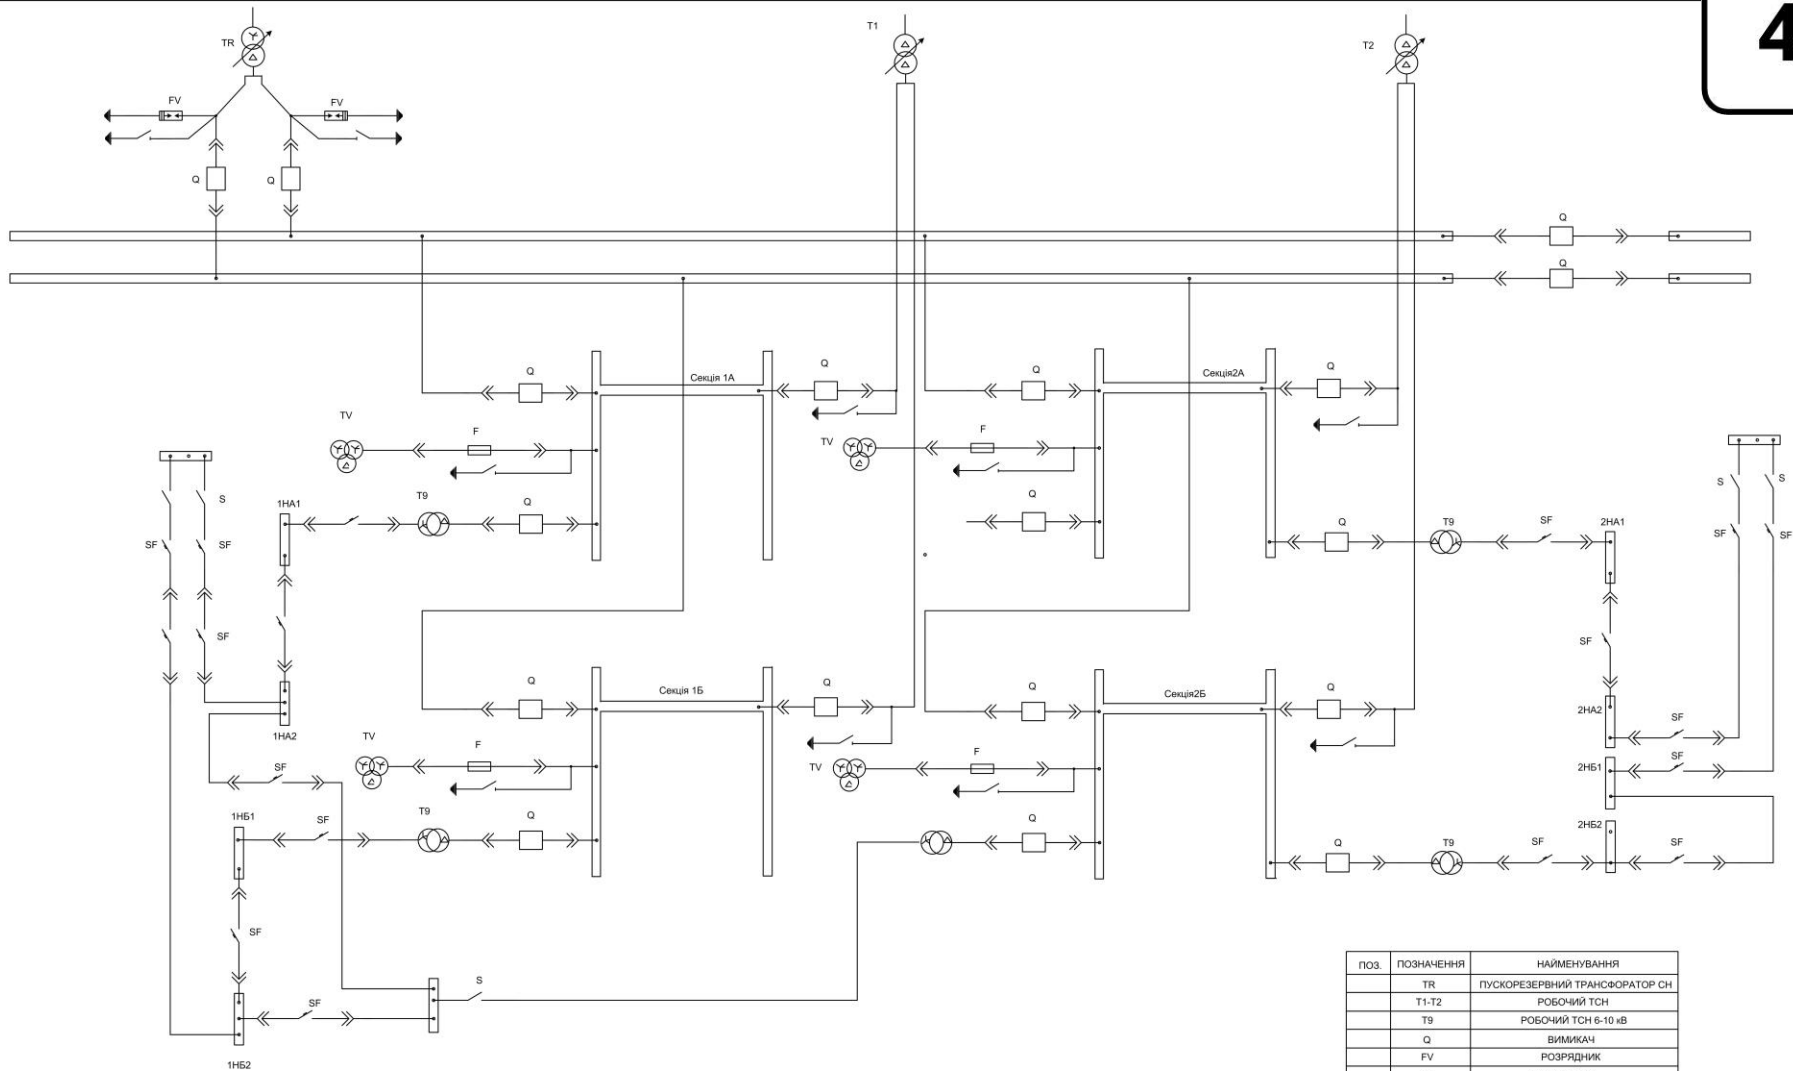 4
TR
T1
T2
FV
FV
Q
Q
Q
Q
Q
Секція 1А
Q
Q
Секція2А
Q
TV
F
TV
F
S
1НА1
T9
Q
Q
S
S
SF
SF
Q
T9
SF
2НА1
SF
SF
SF
SF
1НА2
Q
Секція 1Б
Q
Q
Секція2Б
Q
2НА2
SF
TV
F
F
SF
TV
2НБ1
SF
1НБ1
SF
T9
Q
Q
2НБ2
Q
T9
SF
SF
SF
S
SF
1НБ2
ПОЗ. ПОЗНАЧЕННЯ НАЙМЕНУВАННЯ
TR ПУСКОРЕЗЕРВНИЙ ТРАНСФОРАТОР СН
T1-T2 РОБОЧИЙ ТСН
T9 РОБОЧИЙ ТСН 6-10 кВ
Q ВИМИКАЧ
FV РОЗРЯДНИК